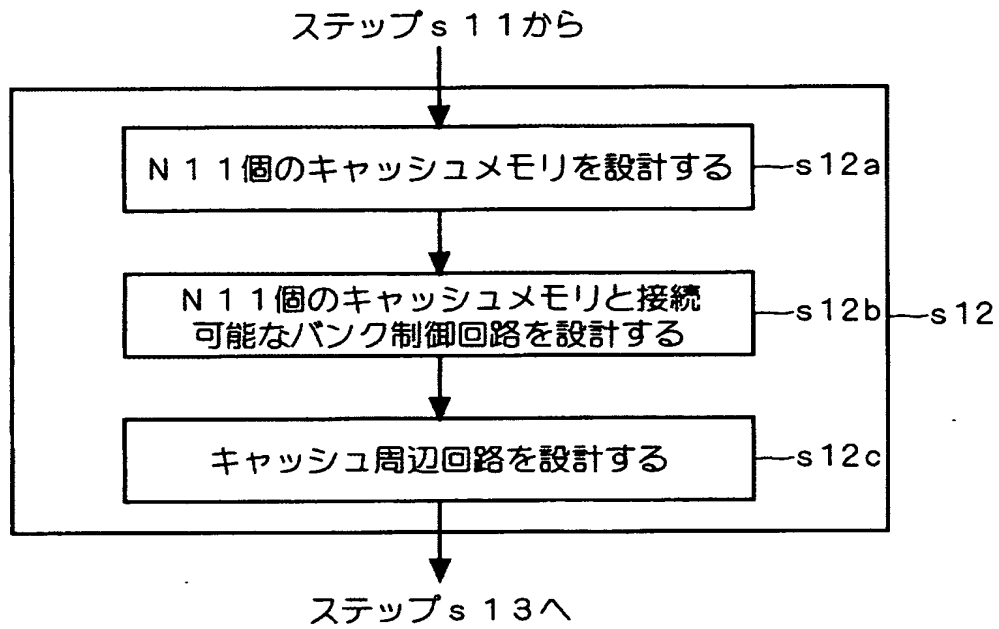 ステップｓ１１から
Ｎ１１個のキャッシュメモリを設計する
s12a
Ｎ１１個のキャッシュメモリと接続
可能なバンク制御回路を設計する
s12b
s12
キャッシュ周辺回路を設計する
s12c
ステップｓ１３へ